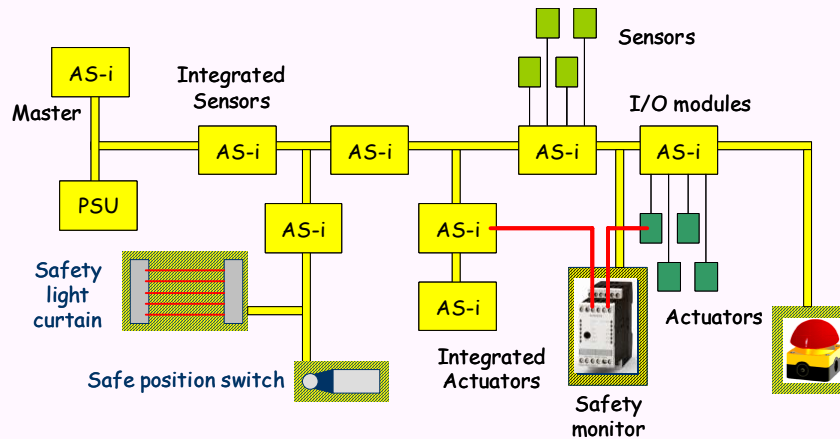 Sensors
AS-i
Integrated
Sensors
Master
I/O modules
AS-i
AS-i
AS-i
AS-i
PSU
AS-i
AS-i
Safety
light
curtain
AS-i
Actuators
Integrated
Actuators
Safe position switch
Safety
monitor